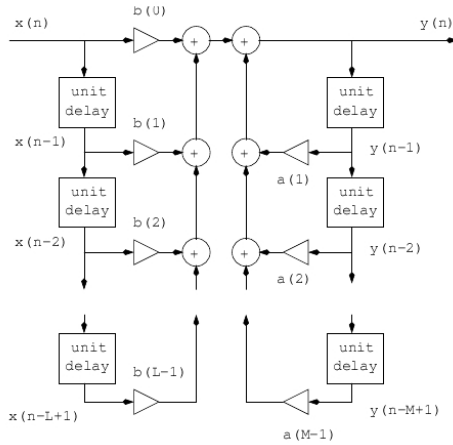 x(n)
b(0)
y(n)
+
+
unit
delay
unit
delay
x(n-1)
b(1)
y(n-1)
+
+
a(1)
unit
delay
unit
delay
x(n-2)
b(2)
y(n-2)
+
+
a(2)
unit
delay
unit
delay
b(L-1)
x(n-L+1)
y(n-M+1)
a(M-1)